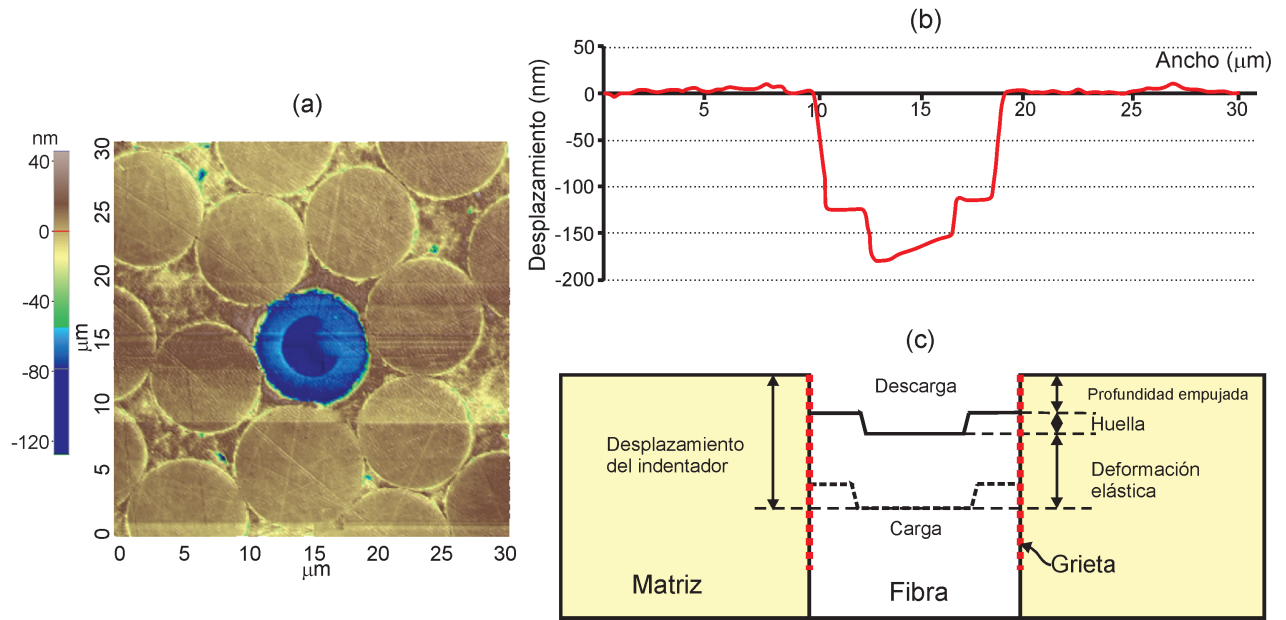 (a)
nm
40
0
-40
-80
-120
μm
30
25
20
15
10
5
0
0 5 10 15 20 25 30
μm
(b)
Desplazamiento (nm)
Ancho (μm)
50
0
-50
-100
-150
-200
5 10 15 20 25 30
(c)
Descarga
Profundidad empujada
Huella
Desplazamiento
del indentador
Deformación
elástica
Carga
Grieta
Matriz
Fibra